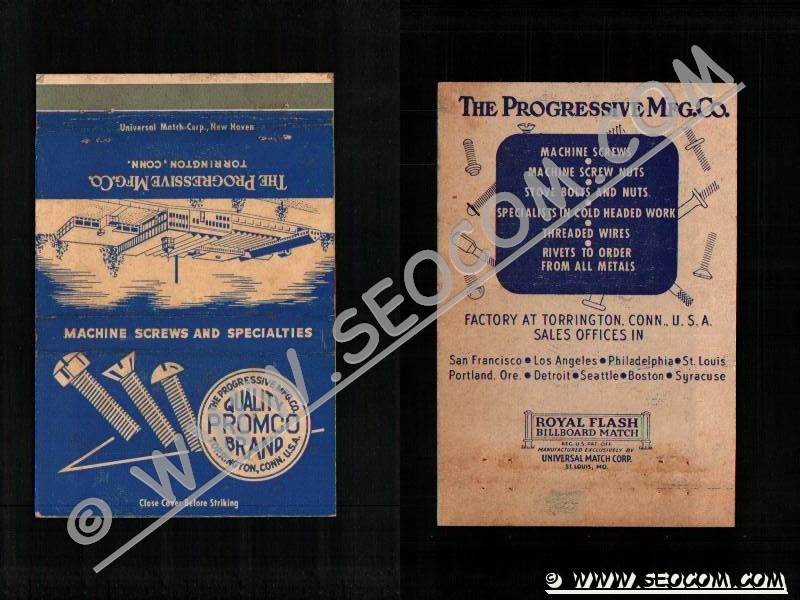 Universal Match Corp., New Haven
THE PROGRESSIVE MFG. CO.
TORRINGTON, CONN.
MACHINE SCREWS AND SPECIALTIES
THE PROGRESSIVE MFG. CO.
QUALITY
PROMCO
BRAND
TORRINGTON, CONN. U.S.A.
Close Cover Before Striking
THE PROGRESSIVE MFG. CO.
MACHINE SCREWS
MACHINE SCREW NUTS
STOVE BOLTS AND NUTS
SPECIALISTS IN COLD HEADED WORK
THREADED WIRES
RIVETS TO ORDER
FROM ALL METALS
FACTORY AT TORRINGTON, CONN., U. S. A.
SALES OFFICES IN
San Francisco • Los Angeles • Philadelphia • St. Louis
Portland, Ore. • Detroit • Seattle • Boston • Syracuse
ROYAL FLASH
BILLBOARD MATCH
REG. U.S. PAT. OFF.
MANUFACTURED EXCLUSIVELY BY
UNIVERSAL MATCH CORP.
ST. LOUIS, MO.
© WWW.SEOCOM.COM
© WWW.SEOCOM.COM